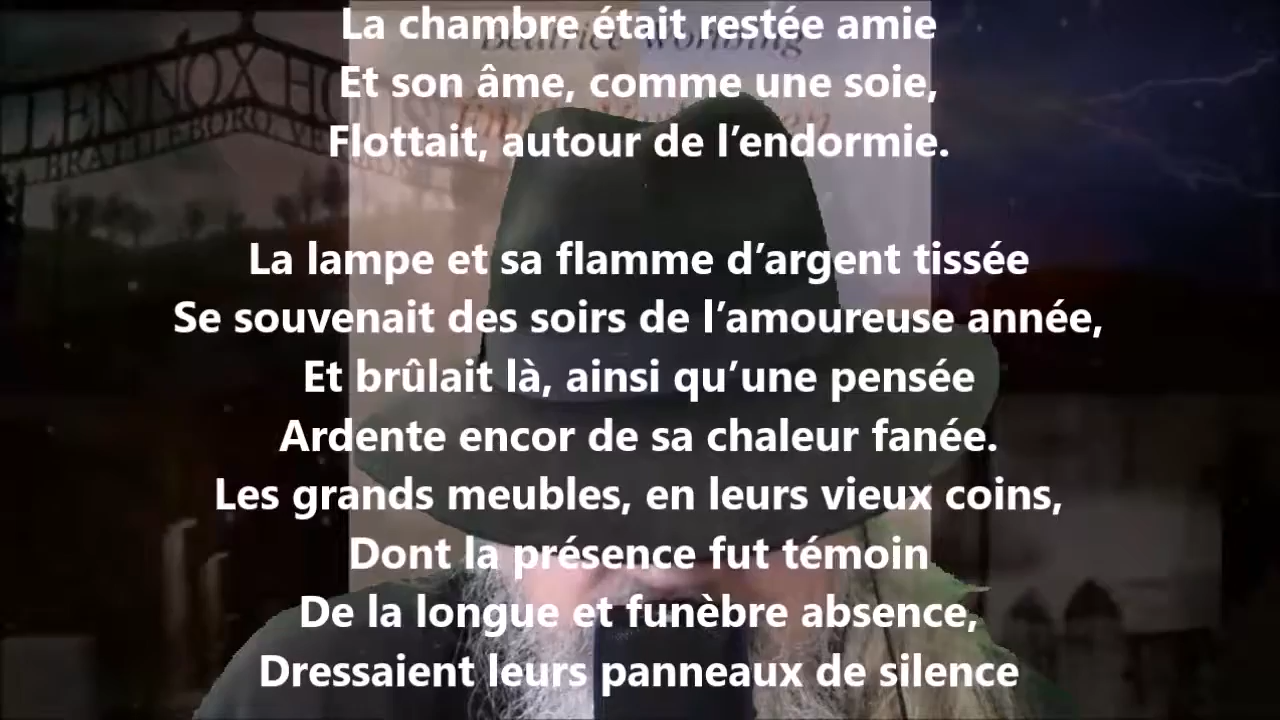 La chambre était restée amie
Et son âme, comme une soie,
Flottait, autour de l’endormie.
La lampe et sa flamme d’argent tissée
Se souvenait des soirs de l’amoureuse année,
Et brûlait là, ainsi qu’une pensée
Ardente encor de sa chaleur fanée.
Les grands meubles, en leurs vieux coins,
Dont la présence fut témoin
De la longue et funèbre absence,
Dressaient leurs panneaux de silence
LENNOX
BRATTLEBORO,